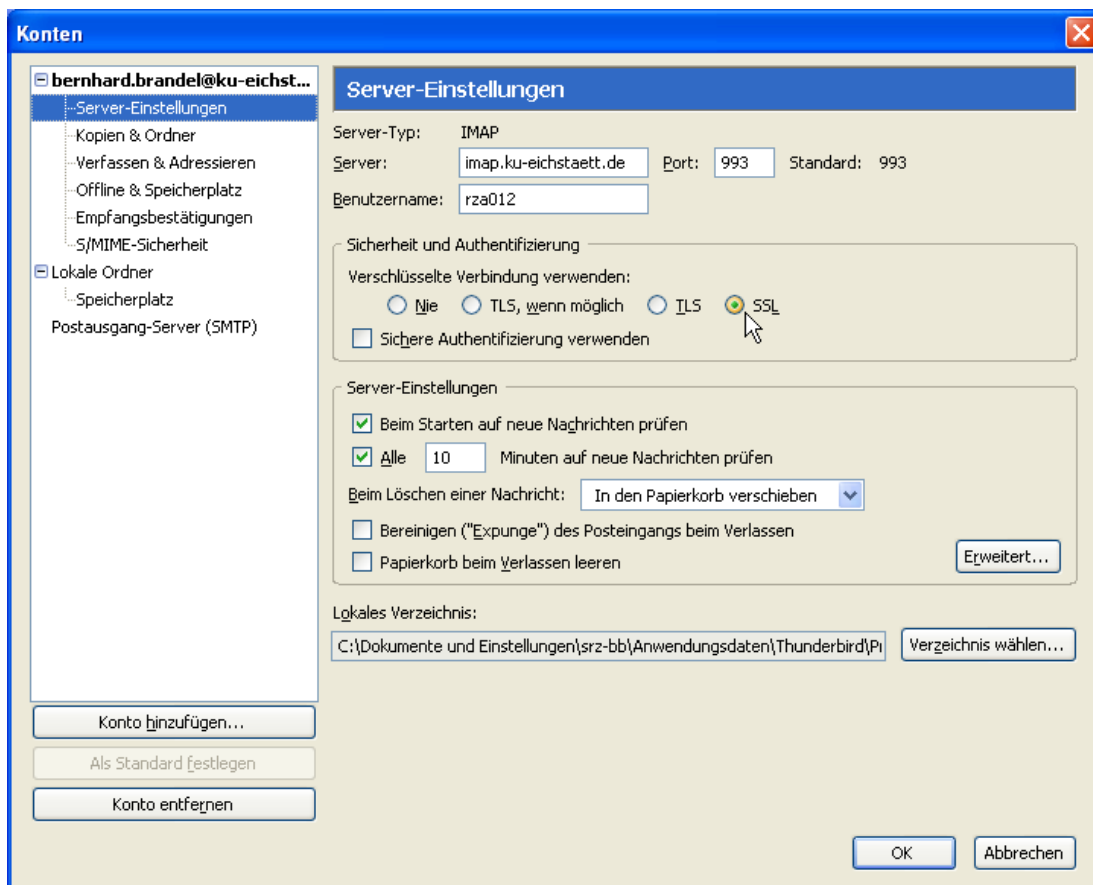 Konten
bernhard.brandel@ku-eichst...
Server-Einstellungen
Kopien & Ordner
Verfassen & Adressieren
Offline & Speicherplatz
Empfangsbestätigungen
S/MIME-Sicherheit
Lokale Ordner
Speicherplatz
Postausgang-Server (SMTP)
Konto hinzufügen...
Als Standard festlegen
Konto entfernen
Server-Einstellungen
Server-Typ: IMAP
Server: imap.ku-eichstaett.de Port: 993 Standard: 993
Benutzername: rza012
Sicherheit und Authentifizierung
Verschlüsselte Verbindung verwenden:
Nie TLS, wenn möglich TLS SSL
Sichere Authentifizierung verwenden
Server-Einstellungen
Beim Starten auf neue Nachrichten prüfen
Alle 10 Minuten auf neue Nachrichten prüfen
Beim Löschen einer Nachricht: In den Papierkorb verschieben
Bereinigen ("Expunge") des Posteingangs beim Verlassen
Papierkorb beim Verlassen leeren
Erweitert...
Lokales Verzeichnis:
C:\Dokumente und Einstellungen\srz-bb\Anwendungsdaten\Thunderbird\P
Verzeichnis wählen...
OK Abbrechen